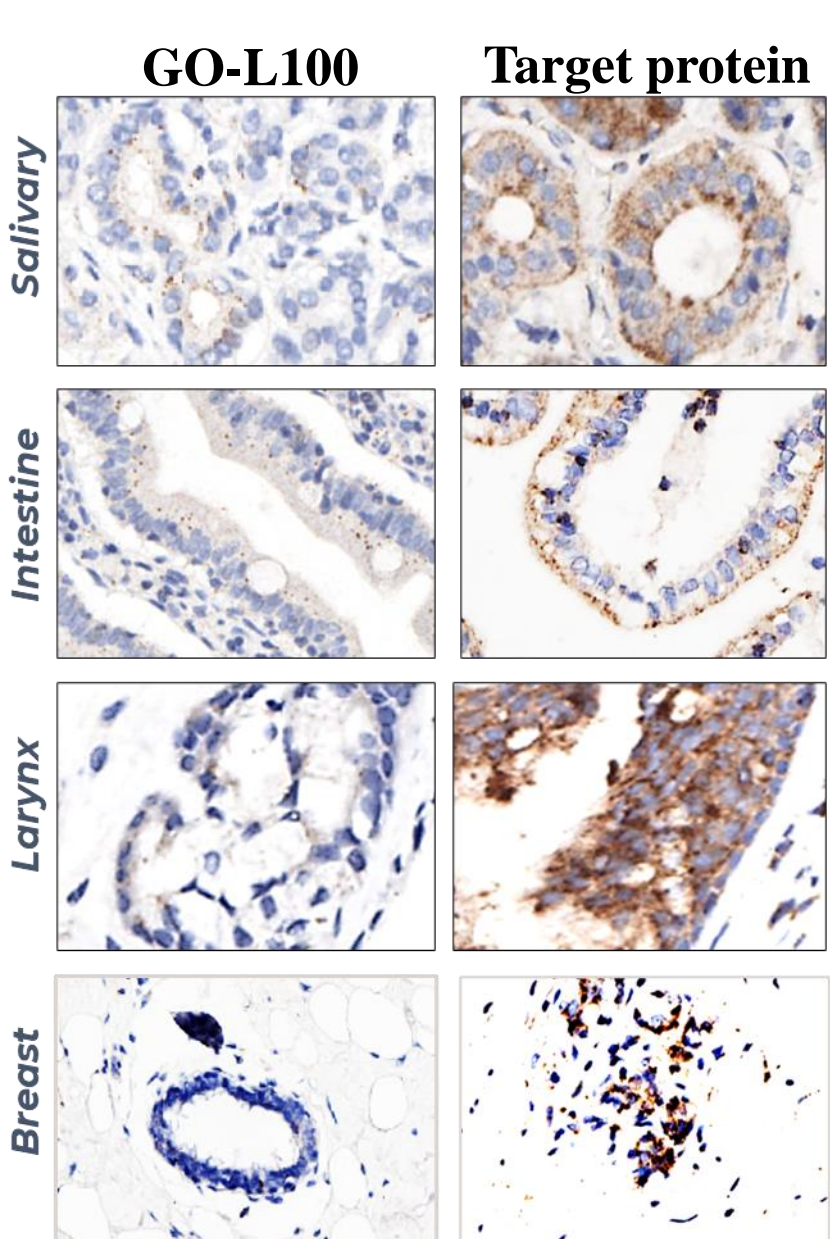 GO-L100 Target protein
Salivary
Intestine
Larynx
Breast